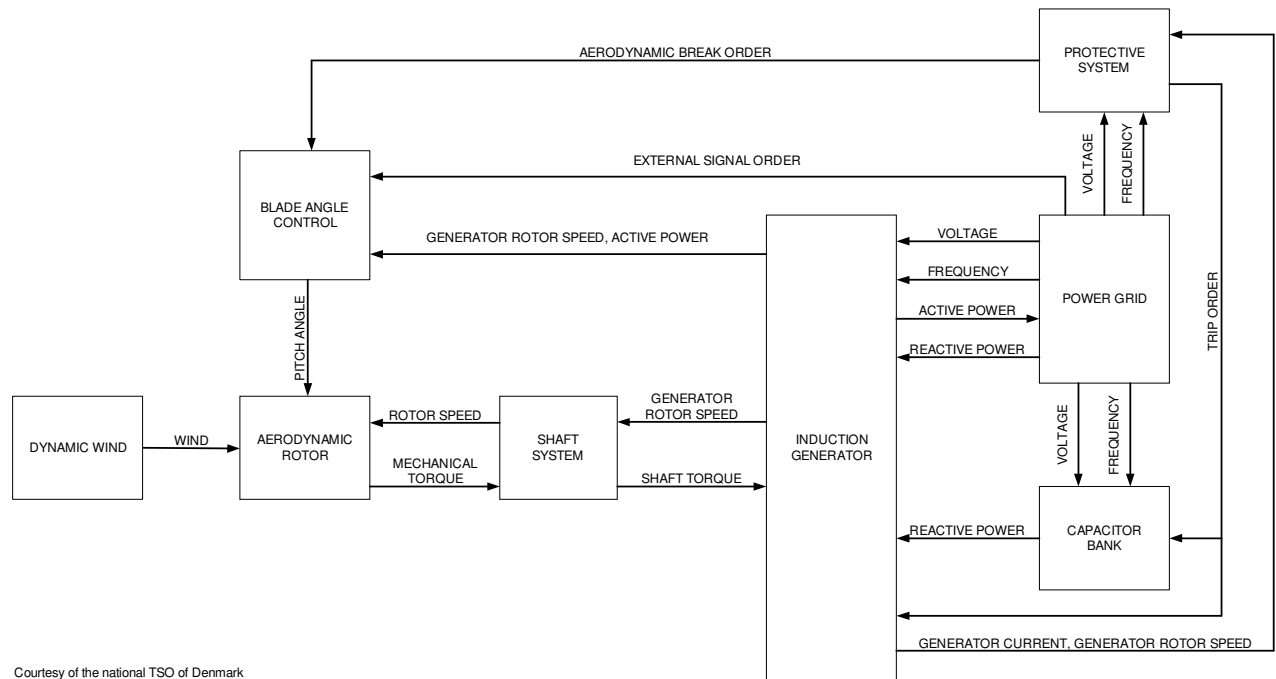 AERODYNAMIC BREAK ORDER
PROTECTIVE
SYSTEM
EXTERNAL SIGNAL ORDER
VOLTAGE
FREQUENCY
BLADE ANGLE
CONTROL
GENERATOR ROTOR SPEED, ACTIVE POWER
VOLTAGE
FREQUENCY
ACTIVE POWER
REACTIVE POWER
POWER GRID
TRIP ORDER
PITCH ANGLE
DYNAMIC WIND
WIND
AERODYNAMIC
ROTOR
ROTOR SPEED
MECHANICAL
TORQUE
SHAFT
SYSTEM
GENERATOR
ROTOR SPEED
SHAFT TORQUE
INDUCTION
GENERATOR
VOLTAGE
FREQUENCY
REACTIVE POWER
CAPACITOR
BANK
GENERATOR CURRENT, GENERATOR ROTOR SPEED
Courtesy of the national TSO of Denmark